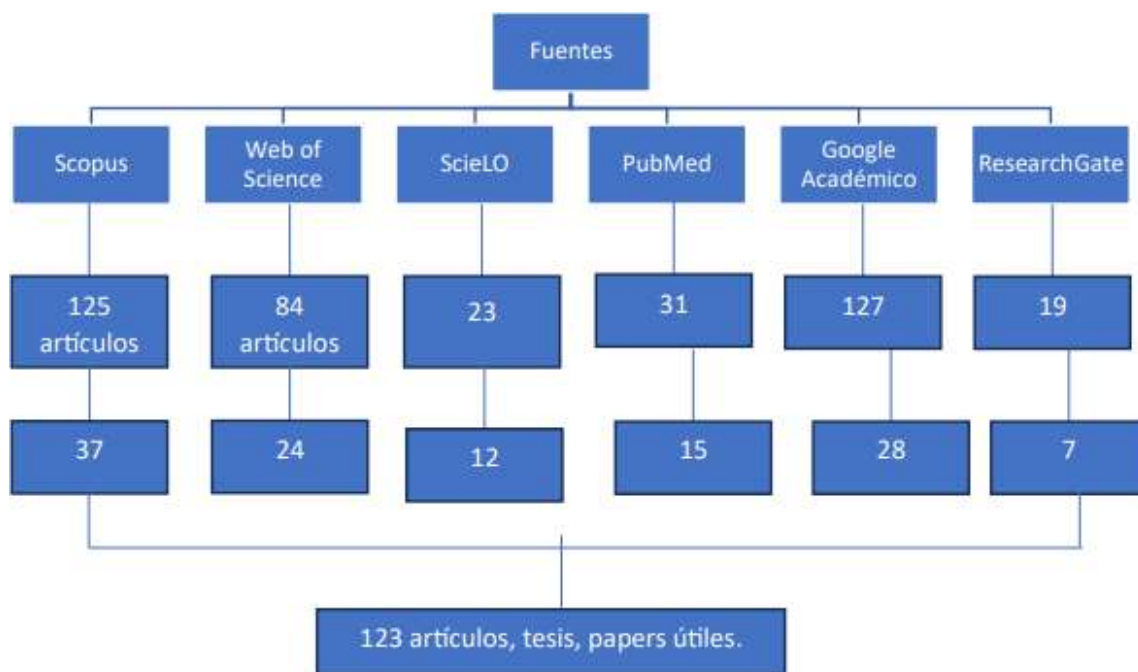 Fuentes
Scopus
Web of
Science
ScieLO
PubMed
Google
Académico
ResearchGate
125
artículos
84
artículos
23
31
127
19
37
24
12
15
28
7
123 artículos, tesis, papers útiles.